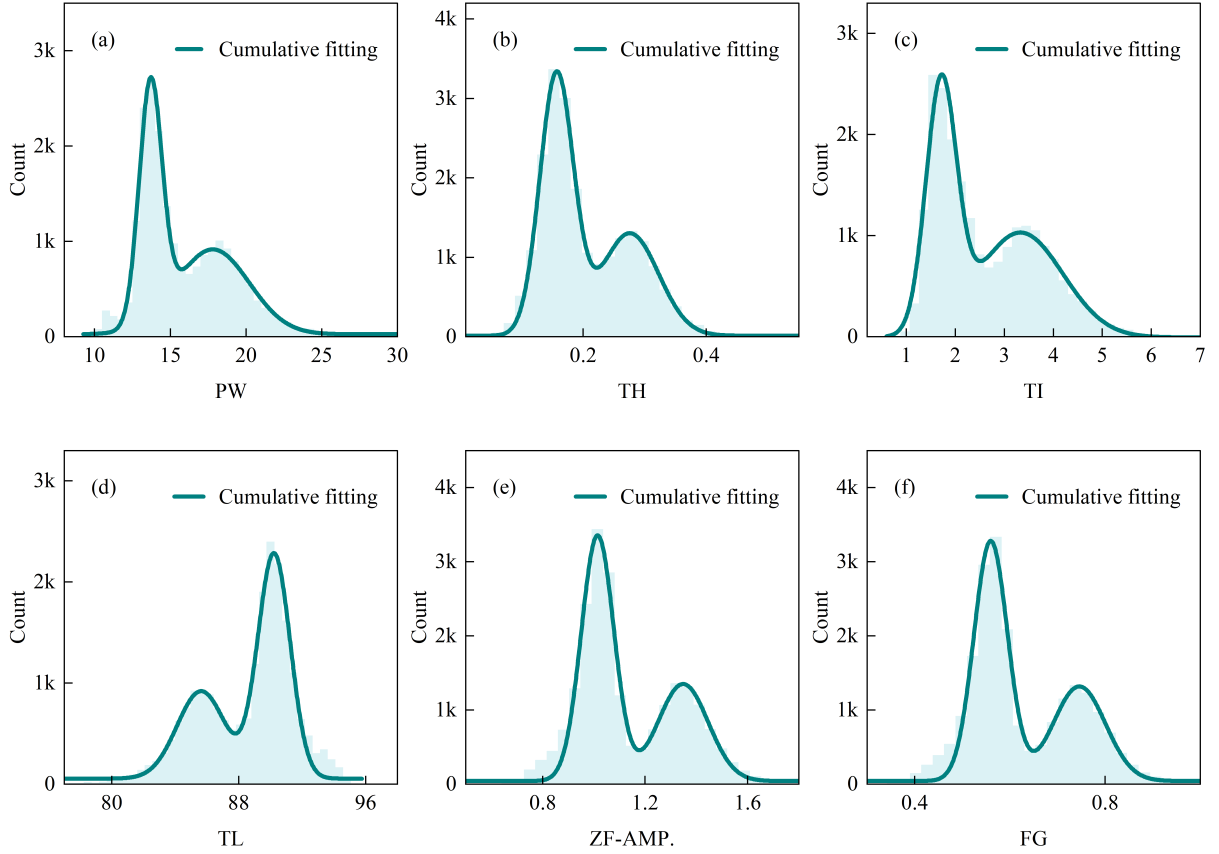 (a) Cumulative fitting
3k
2k
1k
0
Count
10 15 20 25 30
PW
(b) Cumulative fitting
4k
3k
2k
1k
0
Count
0.2 0.4
TH
(c) Cumulative fitting
3k
2k
1k
0
Count
1 2 3 4 5 6 7
TI
(d) Cumulative fitting
3k
2k
1k
0
Count
80 88 96
TL
(e) Cumulative fitting
4k
3k
2k
1k
0
Count
0.8 1.2 1.6
ZF-AMP.
(f) Cumulative fitting
4k
3k
2k
1k
0
Count
0.4 0.8
FG